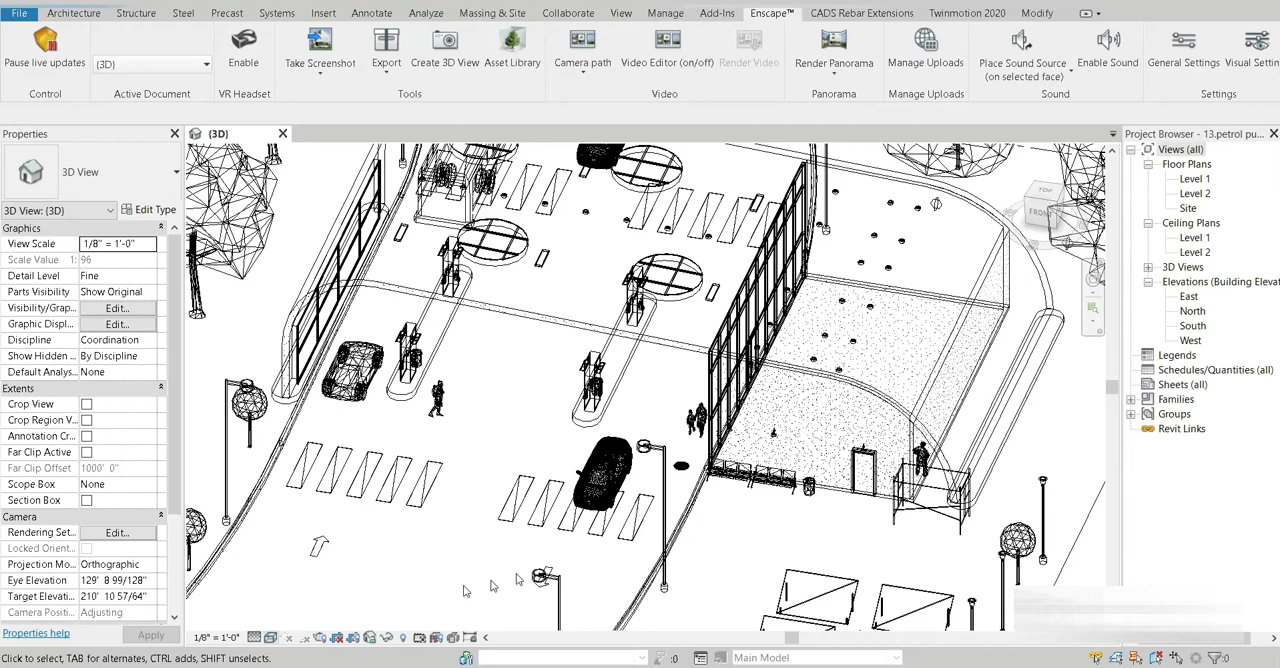 File Architecture Structure Steel Precast Systems Insert Annotate Analyze Massing & Site Collaborate View Manage Add-Ins Enscape™ CADS Rebar Extensions Twinmotion 2020 Modify
Pause live updates {3D} Enable Take Screenshot Export Create 3D View Asset Library Camera path Video Editor (on/off) Render Video Render Panorama Manage Uploads Place Sound Source Enable Sound General Settings Visual Settin
(on selected face)
Control Active Document VR Headset Tools Video Panorama Manage Uploads Sound Settings
Properties
3D View
3D View: {3D} Edit Type
Graphics
View Scale 1/8" = 1'-0"
Scale Value 1: 96
Detail Level Fine
Parts Visibility Show Original
Visibility/Grap... Edit...
Graphic Displ... Edit...
Discipline Coordination
Show Hidden ... By Discipline
Default Analys... None
Extents
Crop View
Crop Region V...
Annotation Cr...
Far Clip Active
Far Clip Offset 1000' 0"
Scope Box None
Section Box
Camera
Rendering Set... Edit...
Locked Orient...
Projection Mo... Orthographic
Eye Elevation 129' 8 99/128"
Target Elevati... 210' 10 57/64"
Camera Positi... Adjusting
Properties help Apply
{3D}
TOP
FRONT
1/8" = 1'-0"
Project Browser - 13.petrol pu...
Views (all)
Floor Plans
Level 1
Level 2
Site
Ceiling Plans
Level 1
Level 2
3D Views
Elevations (Building Elevat
East
North
South
West
Legends
Schedules/Quantities (all)
Sheets (all)
Families
Groups
Revit Links
Click to select, TAB for alternates, CTRL adds, SHIFT unselects. :0 Main Model :0